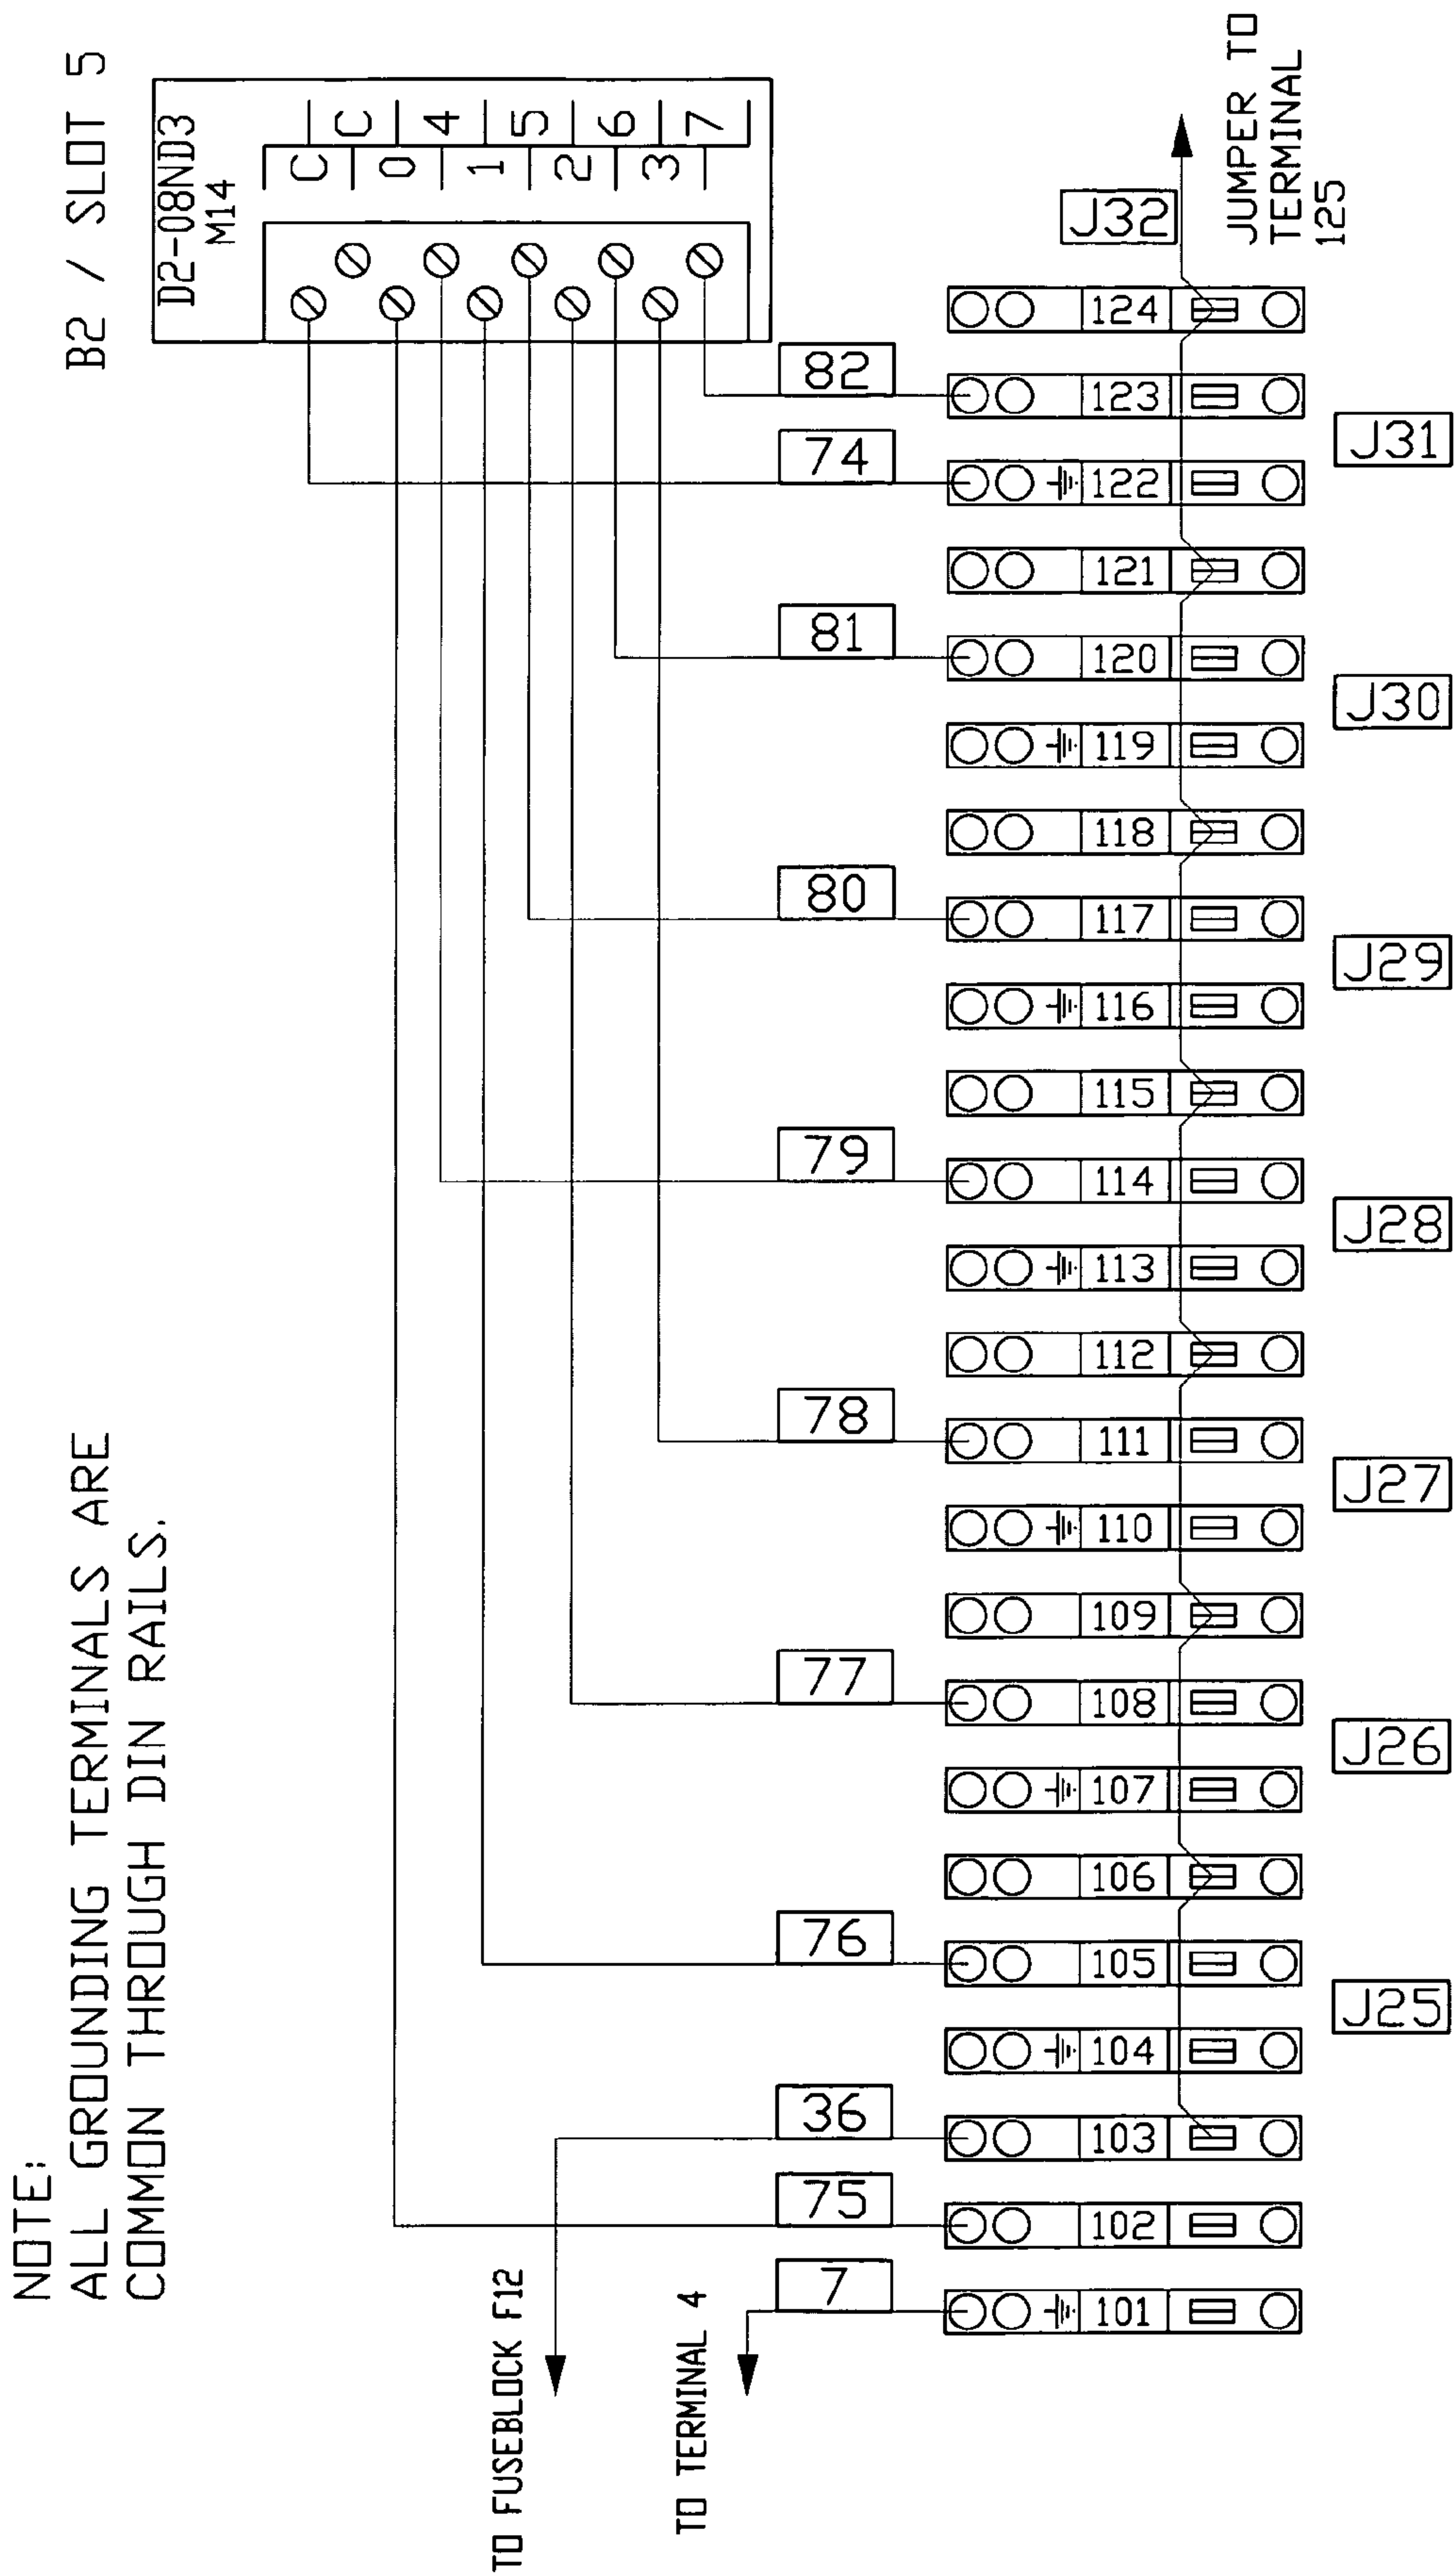 NOTE:
ALL GROUNDING TERMINALS ARE
COMMON THROUGH DIN RAILS.
B2 / SLOT 5
D2-08ND3
M14
C
C
0
4
1
5
2
6
3
7
TO FUSEBLOCK F12
TO TERMINAL 4
7
75
36
76
77
78
79
80
81
74
82
101
102
103
104
105
106
107
108
109
110
111
112
113
114
115
116
117
118
119
120
121
122
123
124
J32
JUMPER TO
TERMINAL
125
J25
J26
J27
J28
J29
J30
J31